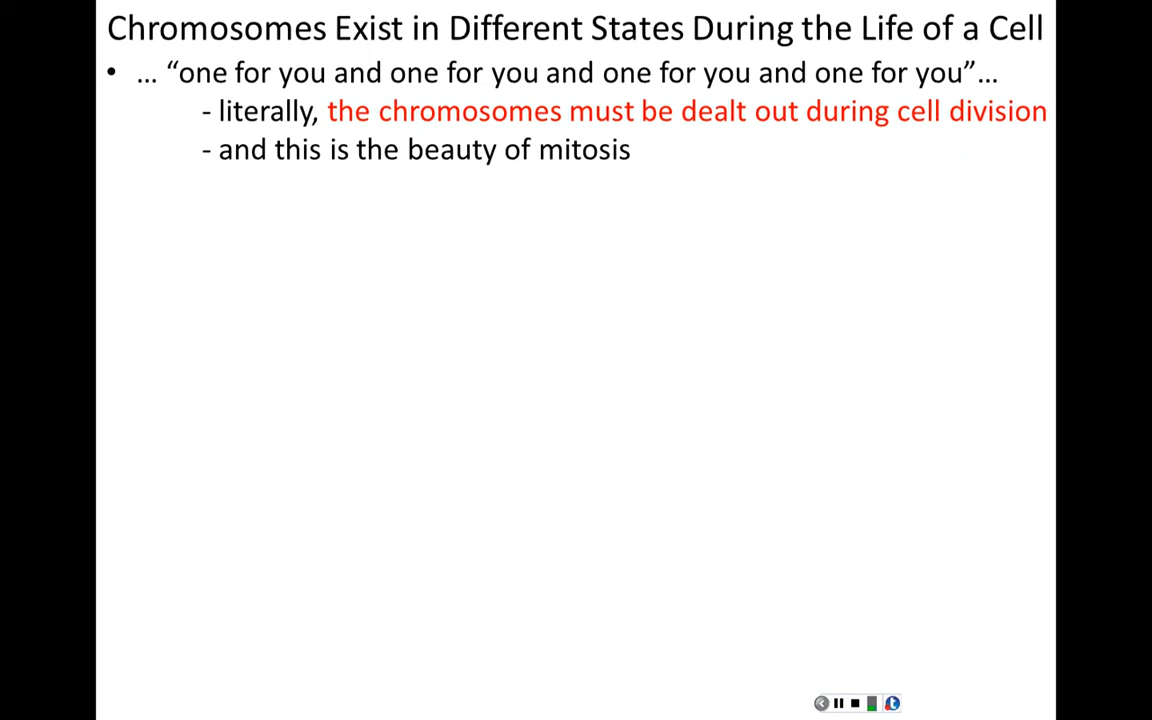 Chromosomes Exist in Different States During the Life of a Cell
• … “one for you and one for you and one for you and one for you”…
- literally, the chromosomes must be dealt out during cell division
- and this is the beauty of mitosis
t